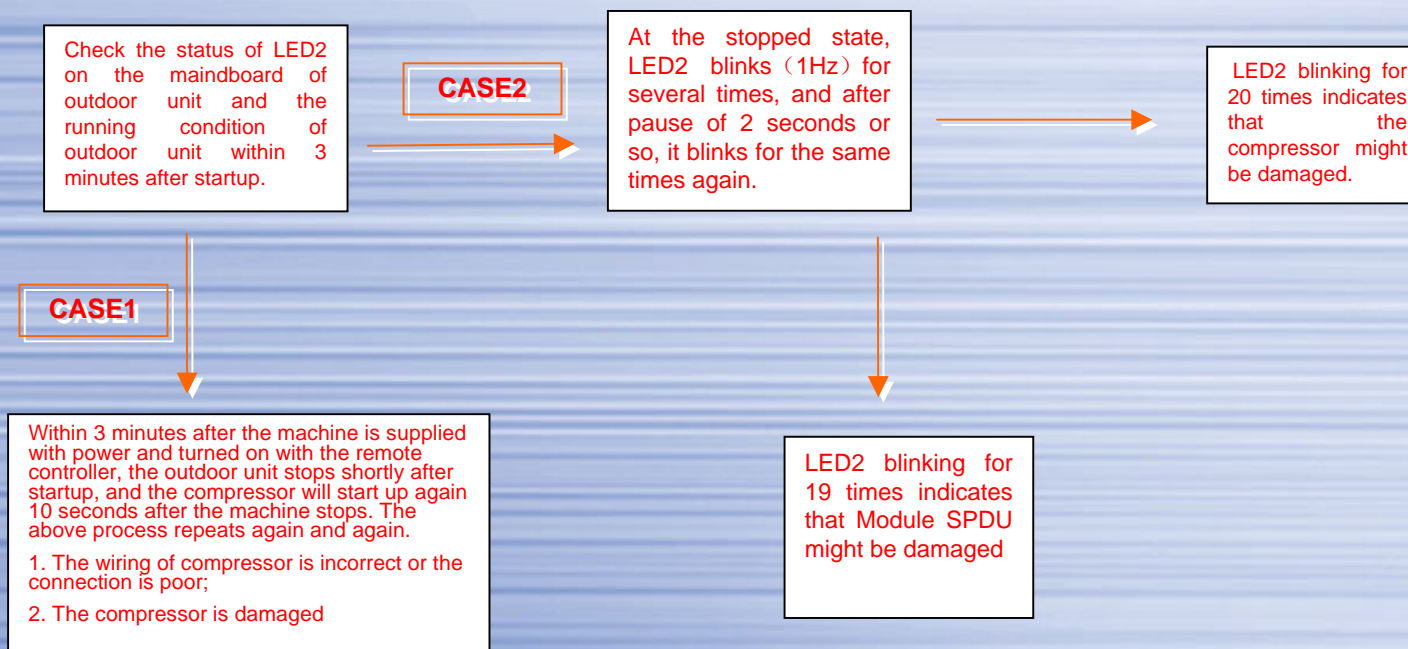 Check the status of LED2
on the maindboard of
outdoor unit and the
running condition of
outdoor unit within 3
minutes after startup.
CASE2
At the stopped state,
LED2 blinks（1Hz）for
several times, and after
pause of 2 seconds or
so, it blinks for the same
times again.
LED2 blinking for
20 times indicates
that the
compressor might
be damaged.
CASE1
Within 3 minutes after the machine is supplied
with power and turned on with the remote
controller, the outdoor unit stops shortly after
startup, and the compressor will start up again
10 seconds after the machine stops. The
above process repeats again and again.
1. The wiring of compressor is incorrect or the
connection is poor;
2. The compressor is damaged
LED2 blinking for
19 times indicates
that Module SPDU
might be damaged